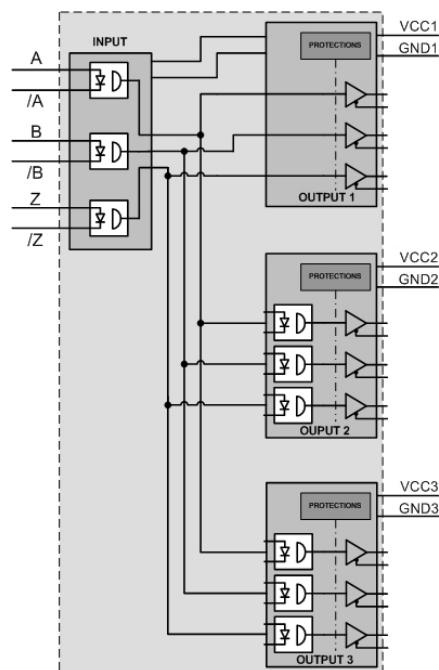 VCC1
INPUT
PROTECTIONS
GND1
A
/A
B
/B
Z
OUTPUT 1
/Z
VCC2
PROTECTIONS
GND2
OUPUT 2
VCC3
PROTECTIONS
GND3
OUTPUT 3